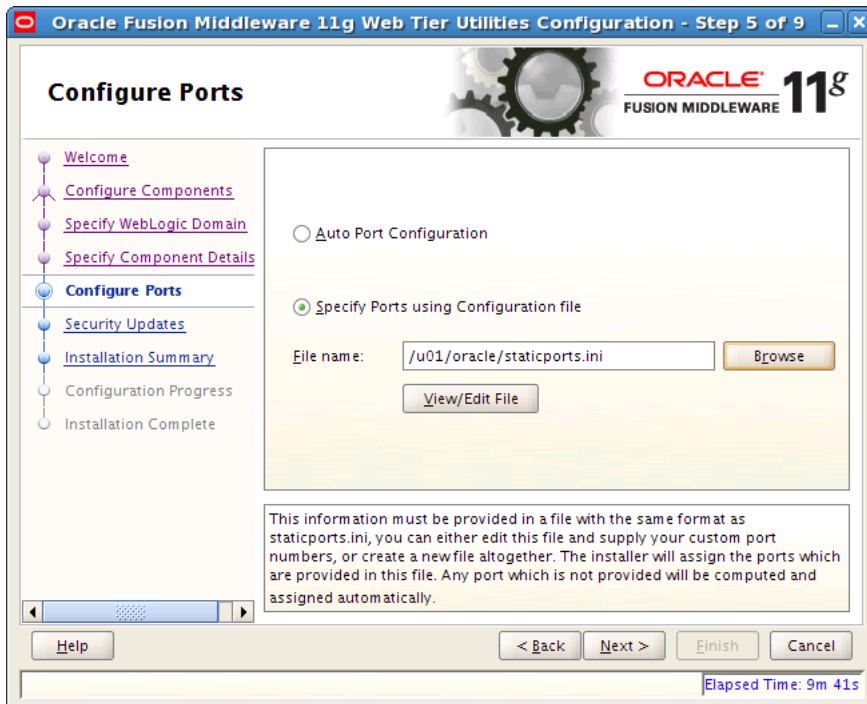 Oracle Fusion Middleware 11g Web Tier Utilities Configuration - Step 5 of 9
Configure Ports
ORACLE
FUSION MIDDLEWARE
11g
Welcome
Configure Components
Specify WebLogic Domain
Specify Component Details
Configure Ports
Security Updates
Installation Summary
Configuration Progress
Installation Complete
Auto Port Configuration
Specify Ports using Configuration file
File name:
/u01/oracle/staticports.ini
Browse
View/Edit File
This information must be provided in a file with the same format as
staticports.ini, you can either edit this file and supply your custom port
numbers, or create a new file altogether. The installer will assign the ports which
are provided in this file. Any port which is not provided will be computed and
assigned automatically.
Help
< Back
Next >
Finish
Cancel
Elapsed Time: 9m 41s